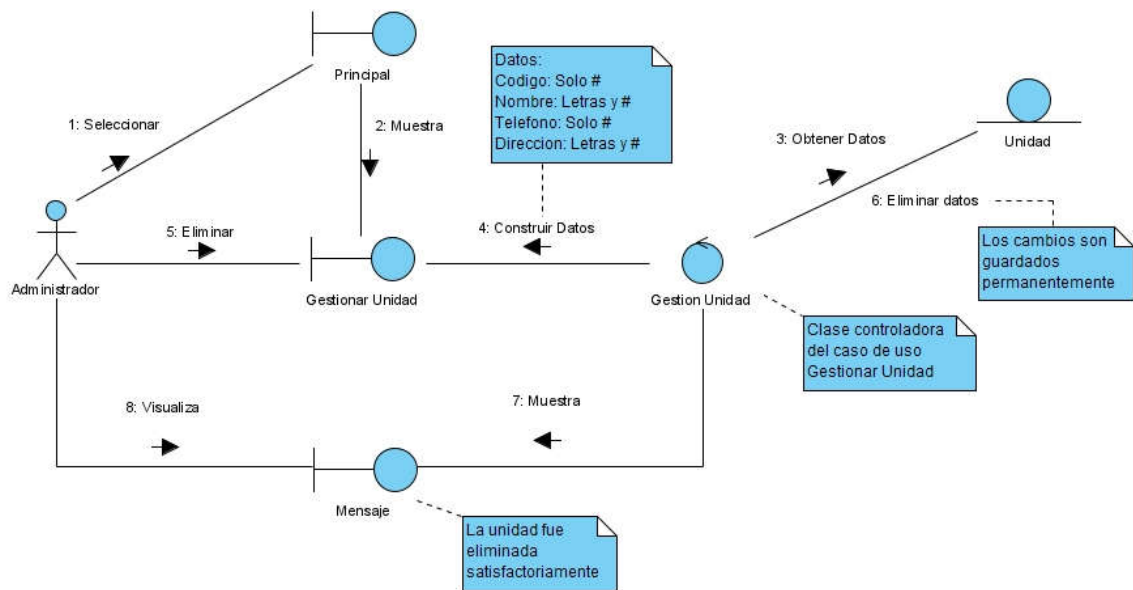 Principal
1: Seleccionar
2: Muestra
Datos:
Codigo: Solo #
Nombre: Letras y #
Telefono: Solo #
Direccion: Letras y #
3: Obtener Datos
Unidad
6: Eliminar datos
Los cambios son
guardados
permanentemente
Administrador
5: Eliminar
Gestionar Unidad
4: Construir Datos
Gestion Unidad
Clase controladora
del caso de uso
Gestionar Unidad
8: Visualiza
7: Muestra
Mensaje
La unidad fue
eliminada
satisfactoriamente